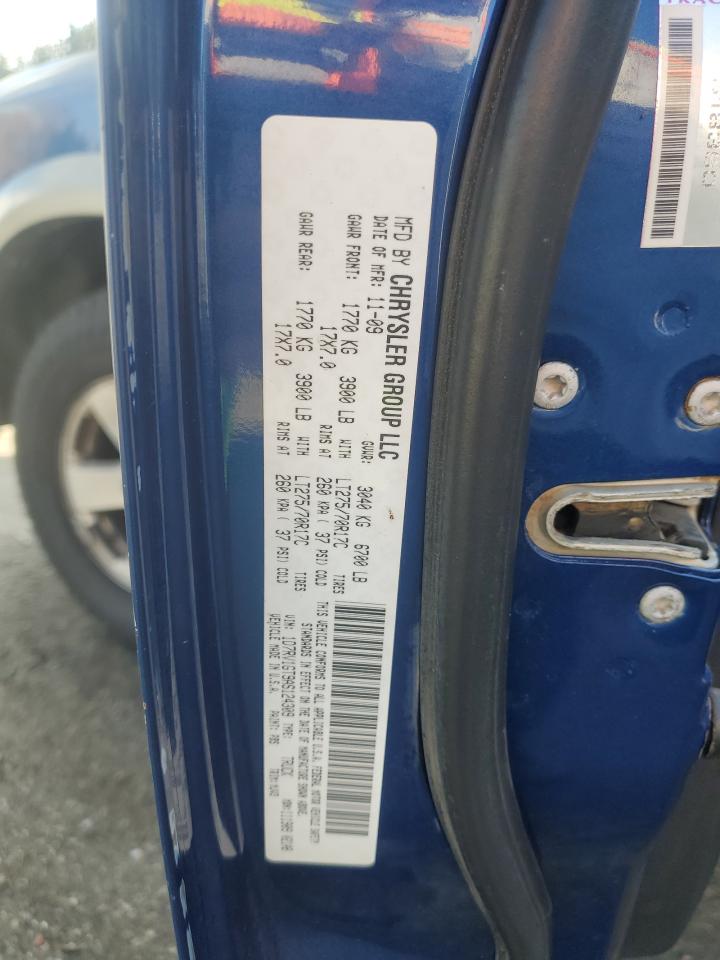 MFD BY CHRYSLER GROUP LLC
DATE OF MFR: 11-09 GVWR: 3040 KG 6700 LB
GAWR FRONT: 1770 KG 3900 LB WITH LT275/70R17C TIRES
17X7.0 RIMS AT 260 KPA ( 37 PSI) COLD
GAWR REAR: 1770 KG 3900 LB WITH LT275/70R17C TIRES
17X7.0 RIMS AT 260 KPA ( 37 PSI) COLD
THIS VEHICLE CONFORMS TO ALL APPLICABLE U.S.A. FEDERAL MOTOR VEHICLE SAFETY
STANDARDS IN EFFECT ON THE DATE OF MANUFACTURE SHOWN ABOVE.
VIN: 1D7RV1GT9AS124309 TYPE: TRUCK
VEHICLE MADE IN U.S.A. PAINT: PBS